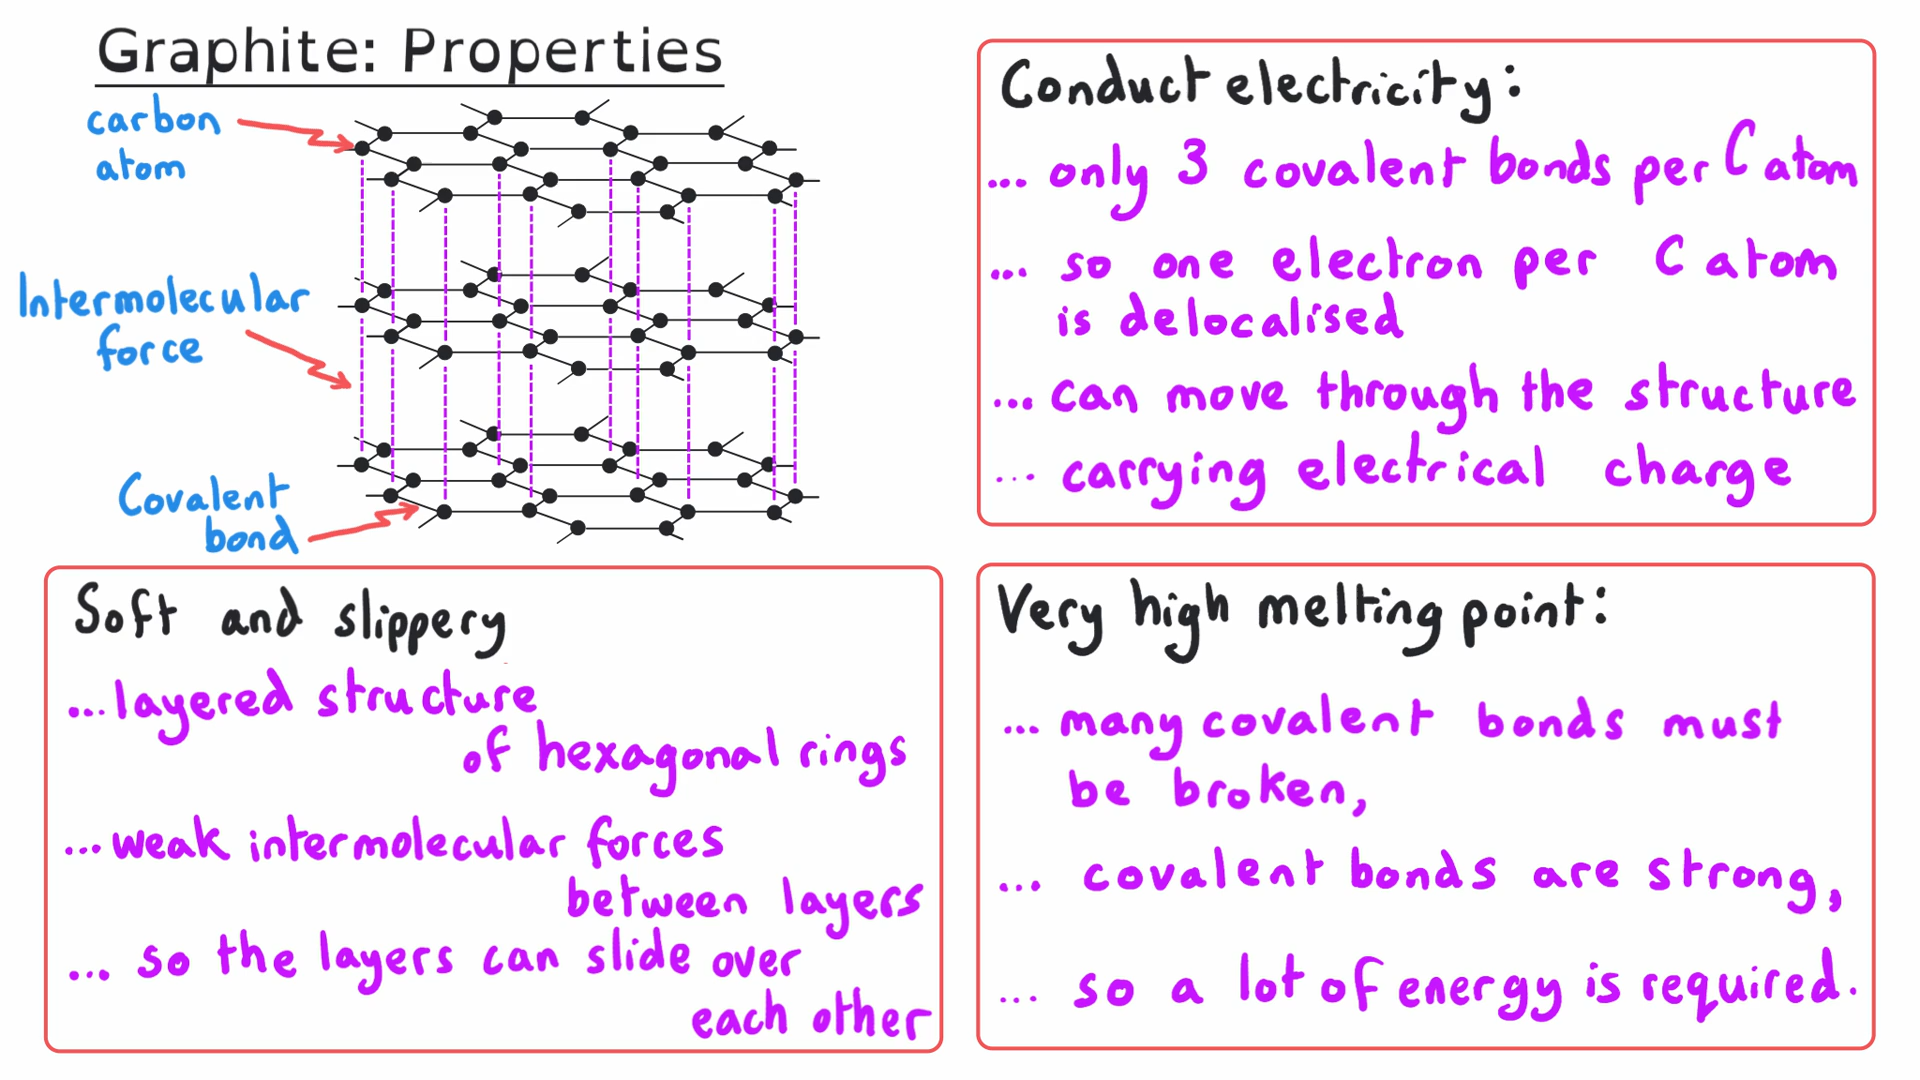 Graphite: Properties
carbon
atom
Intermolecular
force
Covalent
bond
Conduct electricity:
... only 3 covalent bonds per C atom
... so one electron per C atom
is delocalised
... can move through the structure
... carrying electrical charge
Soft and slippery
... layered structure
of hexagonal rings
... weak intermolecular forces
between layers
... so the layers can slide over
each other
Very high melting point:
... many covalent bonds must
be broken,
... covalent bonds are strong,
... so a lot of energy is required.